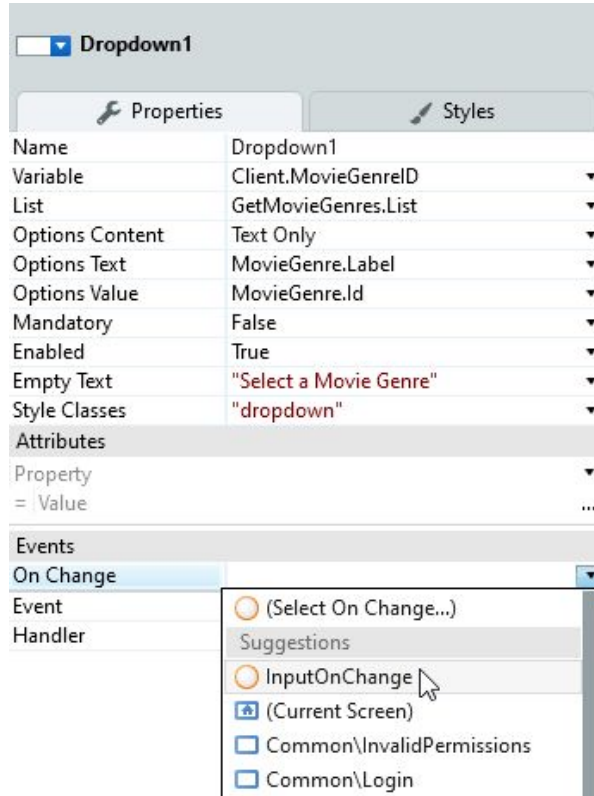 Dropdown1
Properties Styles
Name Dropdown1
Variable Client.MovieGenreID
List GetMovieGenres.List
Options Content Text Only
Options Text MovieGenre.Label
Options Value MovieGenre.Id
Mandatory False
Enabled True
Empty Text "Select a Movie Genre"
Style Classes "dropdown"
Attributes
Property
= Value ...
Events
On Change
Event (Select On Change...)
Handler Suggestions
InputOnChange
(Current Screen)
Common\InvalidPermissions
Common\Login